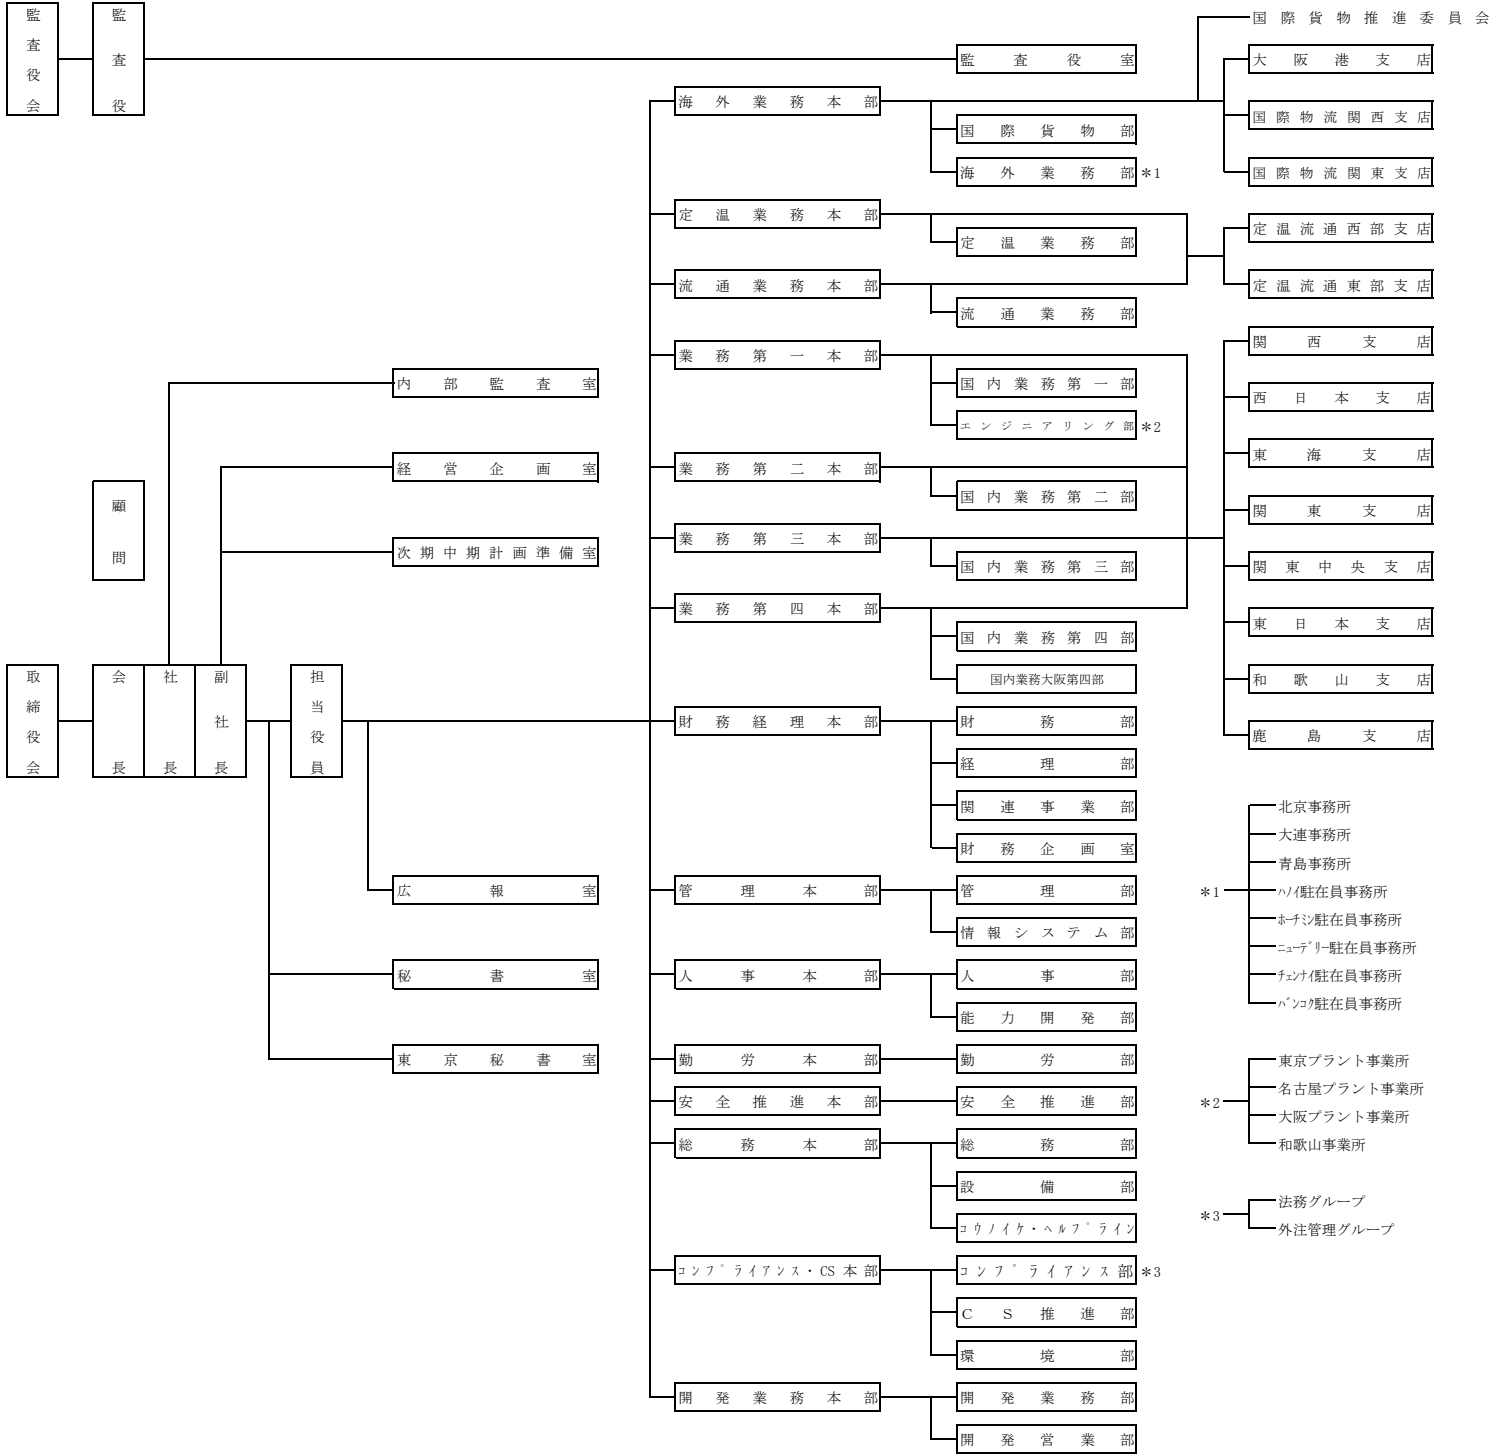 監査役会
監査役
国際貨物推進委員会
監査役室
大阪港支店
海外業務本部
国際貨物部
国際物流関西支店
海外業務部 ＊1
国際物流関東支店
定温業務本部
定温流通西部支店
定温業務部
流通業務本部
定温流通東部支店
流通業務部
業務第一本部
関西支店
内部監査室
国内業務第一部
西日本支店
エンジニアリング部 ＊2
経営企画室
業務第二本部
東海支店
顧問
国内業務第二部
関東支店
次期中期計画準備室
業務第三本部
国内業務第三部
関東中央支店
業務第四本部
東日本支店
国内業務第四部
国内業務大阪第四部
和歌山支店
取締役会
会長
社長
副社長
担当役員
財務経理本部
財務部
鹿島支店
経理部
関連事業部
財務企画室
広報室
管理本部
管理部
情報システム部
＊1
北京事務所
大連事務所
青島事務所
ﾊﾉｲ駐在員事務所
ﾎｰﾁﾐﾝ駐在員事務所
ﾆｭｰﾃﾞﾘｰ駐在員事務所
ﾁｪﾝﾅｲ駐在員事務所
ﾊﾞﾝｺｸ駐在員事務所
秘書室
人事本部
人事部
能力開発部
東京秘書室
勤労本部
勤労部
安全推進本部
安全推進部
＊2
東京プラント事業所
名古屋プラント事業所
大阪プラント事業所
和歌山事業所
総務本部
総務部
設備部
ｺｳﾉｲｹ・ﾍﾙﾌﾟﾗｲﾝ
＊3
法務グループ
外注管理グループ
ｺﾝﾌﾟﾗｲｱﾝｽ・CS本部
ｺﾝﾌﾟﾗｲｱﾝｽ部 ＊3
ＣＳ推進部
環境部
開発業務本部
開発業務部
開発営業部